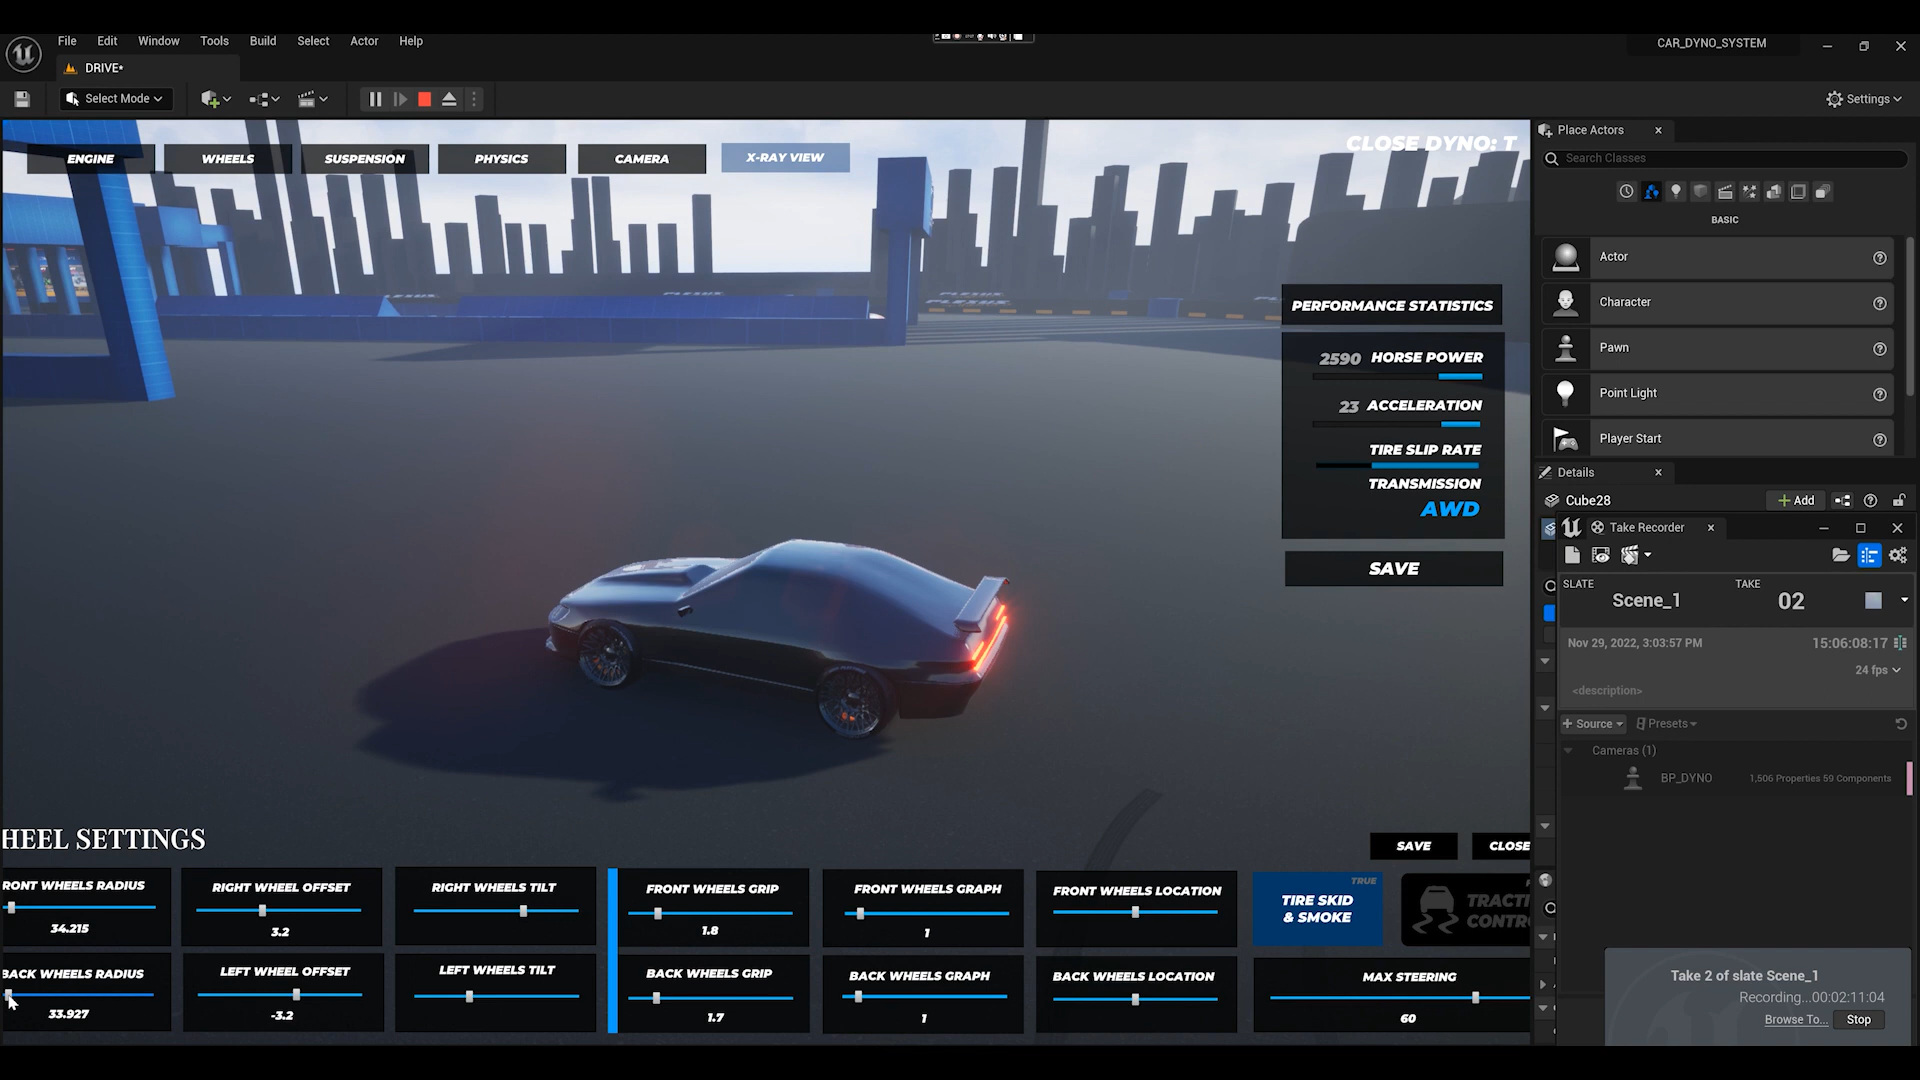 File Edit Window Tools Build Select Actor Help
CAR_DYNO_SYSTEM
DRIVE*
Select Mode
Settings
ENGINE WHEELS SUSPENSION PHYSICS CAMERA X-RAY VIEW
CLOSE DYNO: T
PERFORMANCE STATISTICS
2590 HORSE POWER
23 ACCELERATION
TIRE SLIP RATE
TRANSMISSION
AWD
SAVE
Place Actors
Search Classes
BASIC
Actor
Character
Pawn
Point Light
Player Start
Details
Cube28
+ Add
Take Recorder
SLATE TAKE
Scene_1 02
Nov 29, 2022, 3:03:57 PM 15:06:08:17
24 fps
<description>
+ Source Presets
Cameras (1)
BP_DYNO 1,506 Properties 59 Components
HEEL SETTINGS
SAVE CLOSE
RONT WHEELS RADIUS
34.215
RIGHT WHEEL OFFSET
3.2
RIGHT WHEELS TILT
FRONT WHEELS GRIP
1.8
FRONT WHEELS GRAPH
1
FRONT WHEELS LOCATION
TRUE
TIRE SKID
& SMOKE
TRACTI
CONTR
BACK WHEELS RADIUS
33.927
LEFT WHEEL OFFSET
-3.2
LEFT WHEELS TILT
BACK WHEELS GRIP
1.7
BACK WHEELS GRAPH
1
BACK WHEELS LOCATION
MAX STEERING
60
Take 2 of slate Scene_1
Recording...00:02:11:04
Browse To... Stop